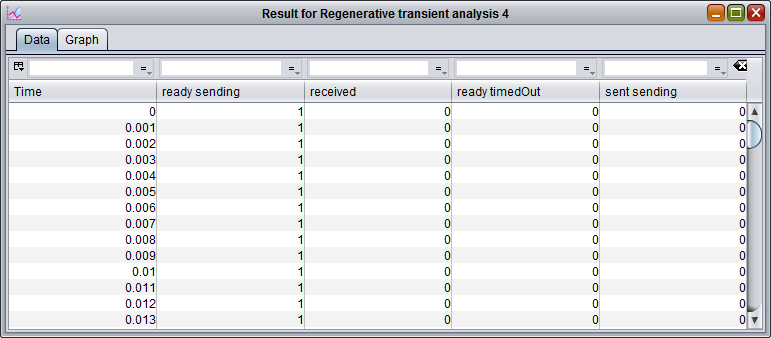 Result for Regenerative transient analysis 4
Data Graph
= = = = =
Time ready sending received ready timedOut sent sending
0 1 0 0 0
0.001 1 0 0 0
0.002 1 0 0 0
0.003 1 0 0 0
0.004 1 0 0 0
0.005 1 0 0 0
0.006 1 0 0 0
0.007 1 0 0 0
0.008 1 0 0 0
0.009 1 0 0 0
0.01 1 0 0 0
0.011 1 0 0 0
0.012 1 0 0 0
0.013 1 0 0 0